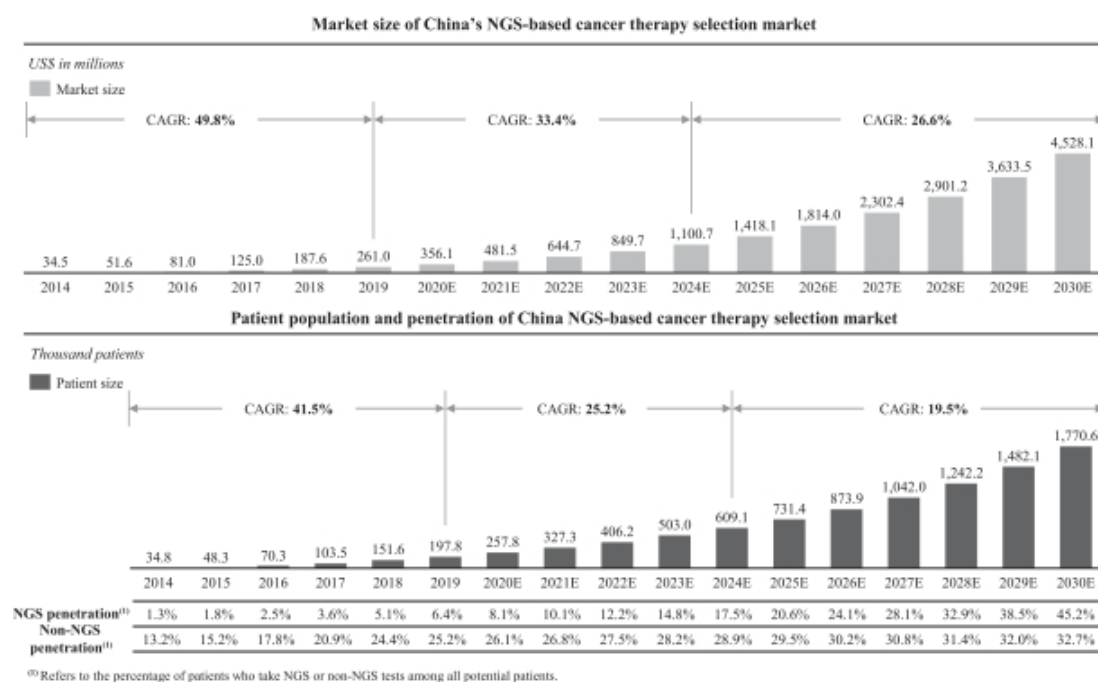 Market size of China's NGS-based cancer therapy selection market
US$ in millions
Market size
CAGR: 49.8% CAGR: 33.4% CAGR: 26.6%
34.5 51.6 81.0 125.0 187.6 261.0 356.1 481.5 644.7 849.7 1,100.7 1,418.1 1,814.0 2,302.4 2,901.2 3,633.5 4,528.1
2014 2015 2016 2017 2018 2019 2020E 2021E 2022E 2023E 2024E 2025E 2026E 2027E 2028E 2029E 2030E
Patient population and penetration of China NGS-based cancer therapy selection market
Thousand patients
Patient size
CAGR: 41.5% CAGR: 25.2% CAGR: 19.5%
34.8 48.3 70.3 103.5 151.6 197.8 257.8 327.3 406.2 503.0 609.1 731.4 873.9 1,042.0 1,242.2 1,482.1 1,770.6
2014 2015 2016 2017 2018 2019 2020E 2021E 2022E 2023E 2024E 2025E 2026E 2027E 2028E 2029E 2030E
NGS penetration(1) 1.3% 1.8% 2.5% 3.6% 5.1% 6.4% 8.1% 10.1% 12.2% 14.8% 17.5% 20.6% 24.1% 28.1% 32.9% 38.5% 45.2%
Non-NGS
penetration(1) 13.2% 15.2% 17.8% 20.9% 24.4% 25.2% 26.1% 26.8% 27.5% 28.2% 28.9% 29.5% 30.2% 30.8% 31.4% 32.0% 32.7%
(1) Refers to the percentage of patients who take NGS or non-NGS tests among all potential patients.